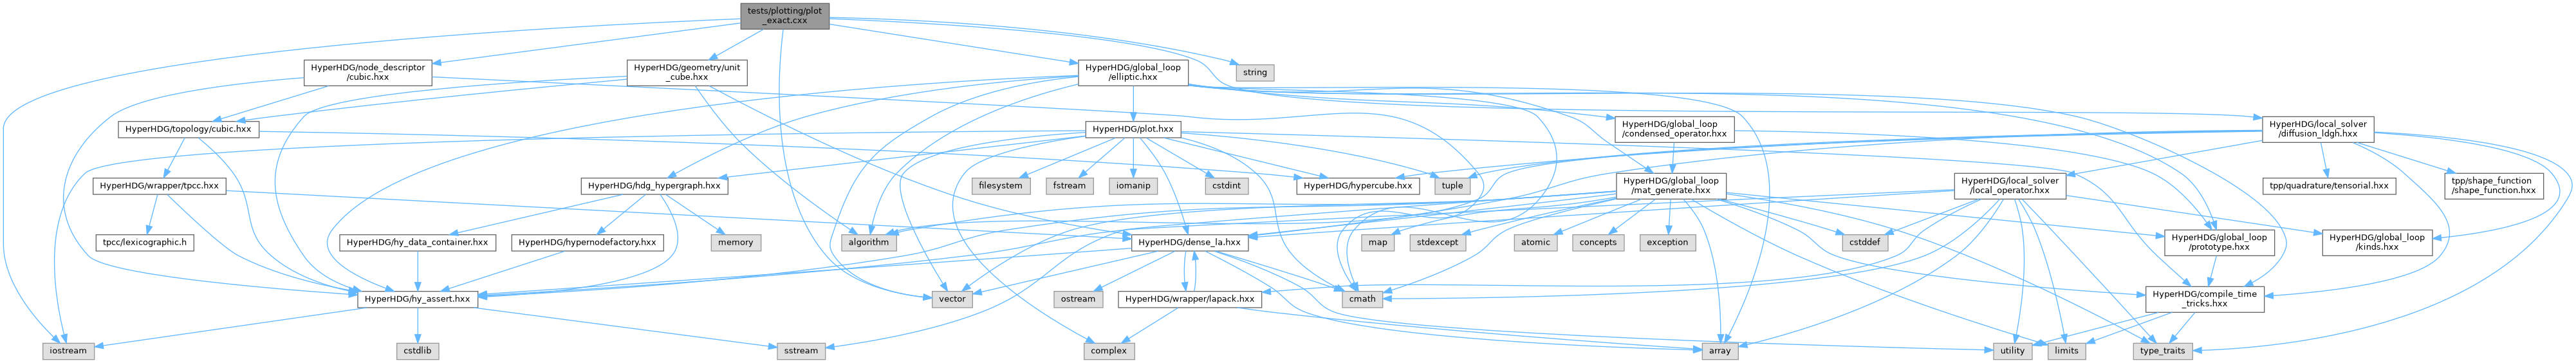 tests/plotting/plot
_exact.cxx
HyperHDG/node_descriptor
/cubic.hxx
HyperHDG/geometry/unit
_cube.hxx
HyperHDG/global_loop
/elliptic.hxx
string
HyperHDG/topology/cubic.hxx
HyperHDG/plot.hxx
HyperHDG/global_loop
/condensed_operator.hxx
HyperHDG/local_solver
/diffusion_ldgh.hxx
HyperHDG/wrapper/tpcc.hxx
HyperHDG/hdg_hypergraph.hxx
filesystem
fstream
iomanip
cstdint
HyperHDG/hypercube.hxx
tuple
HyperHDG/global_loop
/mat_generate.hxx
HyperHDG/local_solver
/local_operator.hxx
tpp/quadrature/tensorial.hxx
tpp/shape_function
/shape_function.hxx
tpcc/lexicographic.h
HyperHDG/hy_data_container.hxx
HyperHDG/hypernodefactory.hxx
memory
algorithm
HyperHDG/dense_la.hxx
map
stdexcept
atomic
concepts
exception
cstddef
HyperHDG/global_loop
/prototype.hxx
HyperHDG/global_loop
/kinds.hxx
HyperHDG/hy_assert.hxx
vector
ostream
HyperHDG/wrapper/lapack.hxx
cmath
HyperHDG/compile_time
_tricks.hxx
iostream
cstdlib
sstream
complex
array
utility
limits
type_traits